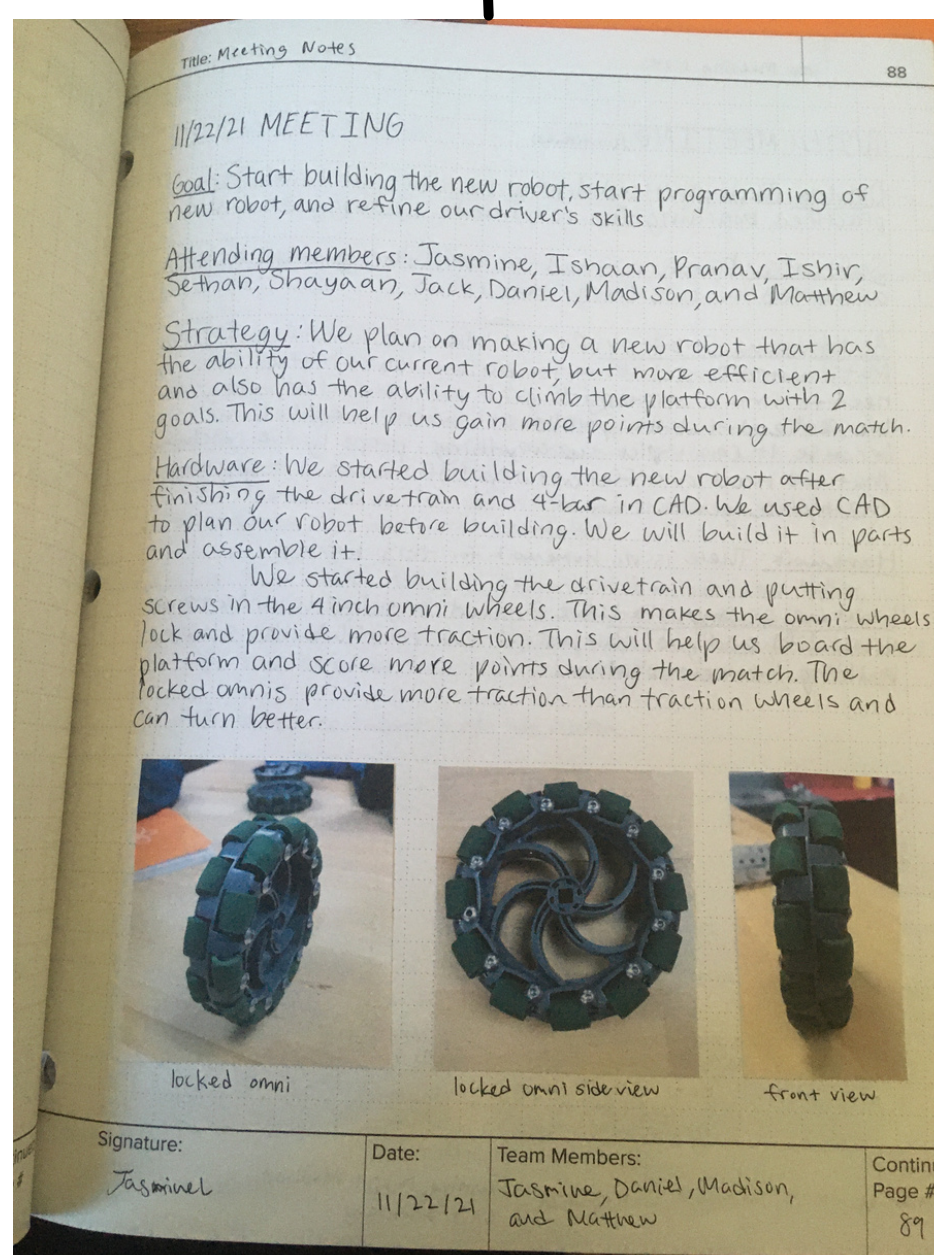 Title: Meeting Notes
88
11/22/21 MEETING
Goal: Start building the new robot, start programming of
new robot, and refine our driver's skills
Attending members: Jasmine, Ishaan, Pranav, Ishir,
Sethan, Shayaan, Jack, Daniel, Madison, and Matthew
Strategy: We plan on making a new robot that has
the ability of our current robot, but more efficient
and also has the ability to climb the platform with 2
goals. This will help us gain more points during the match.
Hardware: We started building the new robot after
finishing the drivetrain and 4-bar in CAD. We used CAD
to plan our robot before building. We will build it in parts
and assemble it.
We started building the drivetrain and putting
screws in the 4 inch omni wheels. This makes the omni wheels
lock and provide more traction. This will help us board the
platform and score more points during the match. The
locked omnis provide more traction than traction wheels and
can turn better.
locked omni
locked omni side view
front view
Signature:
Jasmine L
Date:
11/22/21
Team Members:
Jasmine, Daniel, Madison,
and Matthew
Contin
Page #
89
#